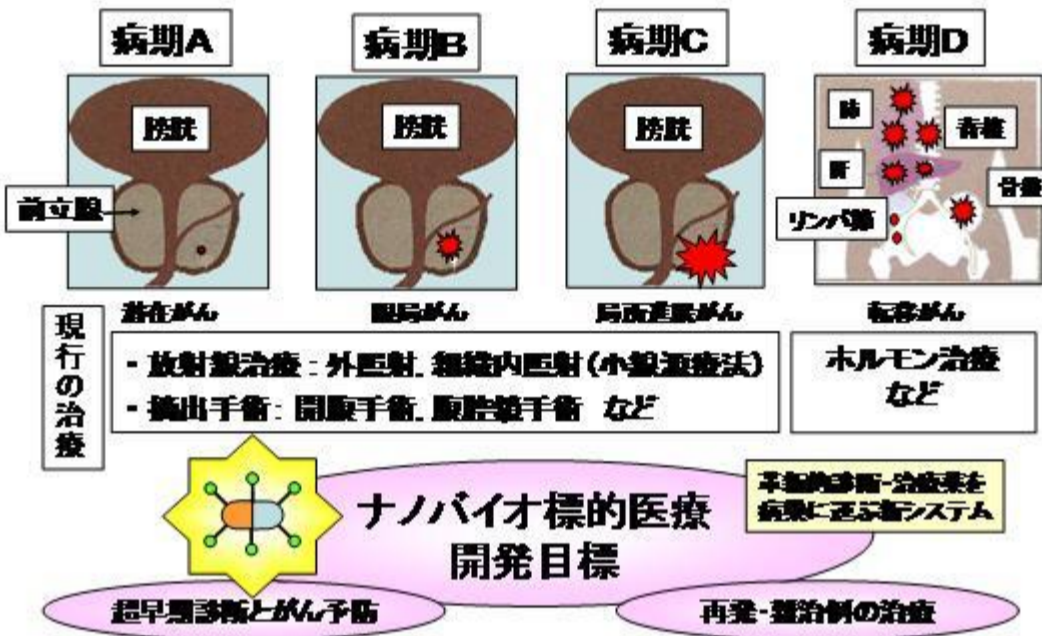 病期A
病期B
病期C
病期D
膀胱
膀胱
膀胱
肺
脊椎
肝
骨盤
前立腺
リンパ節
潜在がん
限局がん
局所進展がん
転移がん
現行の治療
・放射線治療：外照射、組織内照射(小線源療法)
・摘出手術：開腹手術、腹腔鏡手術 など
ホルモン治療
など
ナノバイオ標的医療
開発目標
革新的診断・治療薬を
病巣に運ぶ新システム
超早期診断とがん予防
再発・難治例の治療